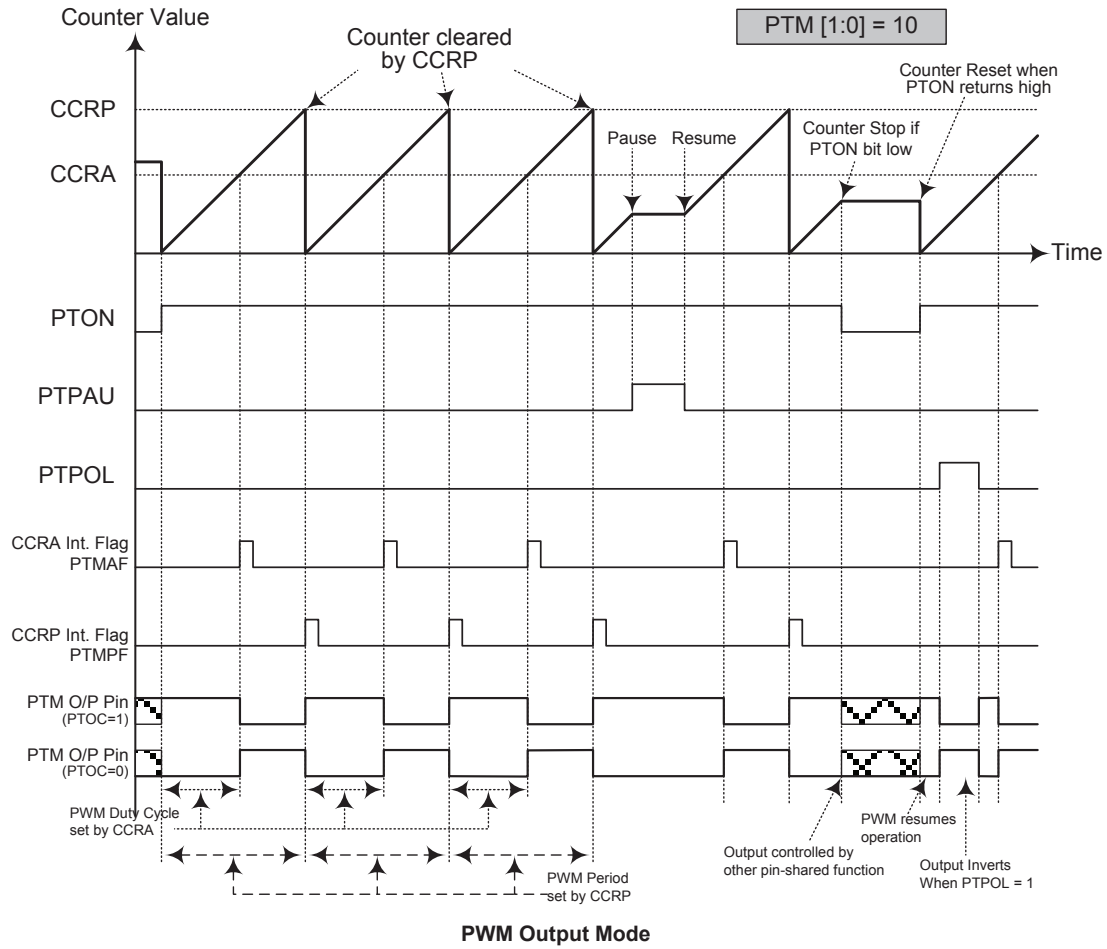 Counter Value
PTM [1:0] = 10
Counter cleared
by CCRP
Counter Reset when
PTON returns high
CCRP
Counter Stop if
PTON bit low
Pause
Resume
CCRA
Time
PTON
PTPAU
PTPOL
CCRA Int. Flag
PTMAF
CCRP Int. Flag
PTMPF
PTM O/P Pin
(PTOC=1)
PTM O/P Pin
(PTOC=0)
PWM Duty Cycle
set by CCRA
PWM resumes
operation
Output controlled by
other pin-shared function
Output Inverts
When PTPOL = 1
PWM Period
set by CCRP
PWM Output Mode